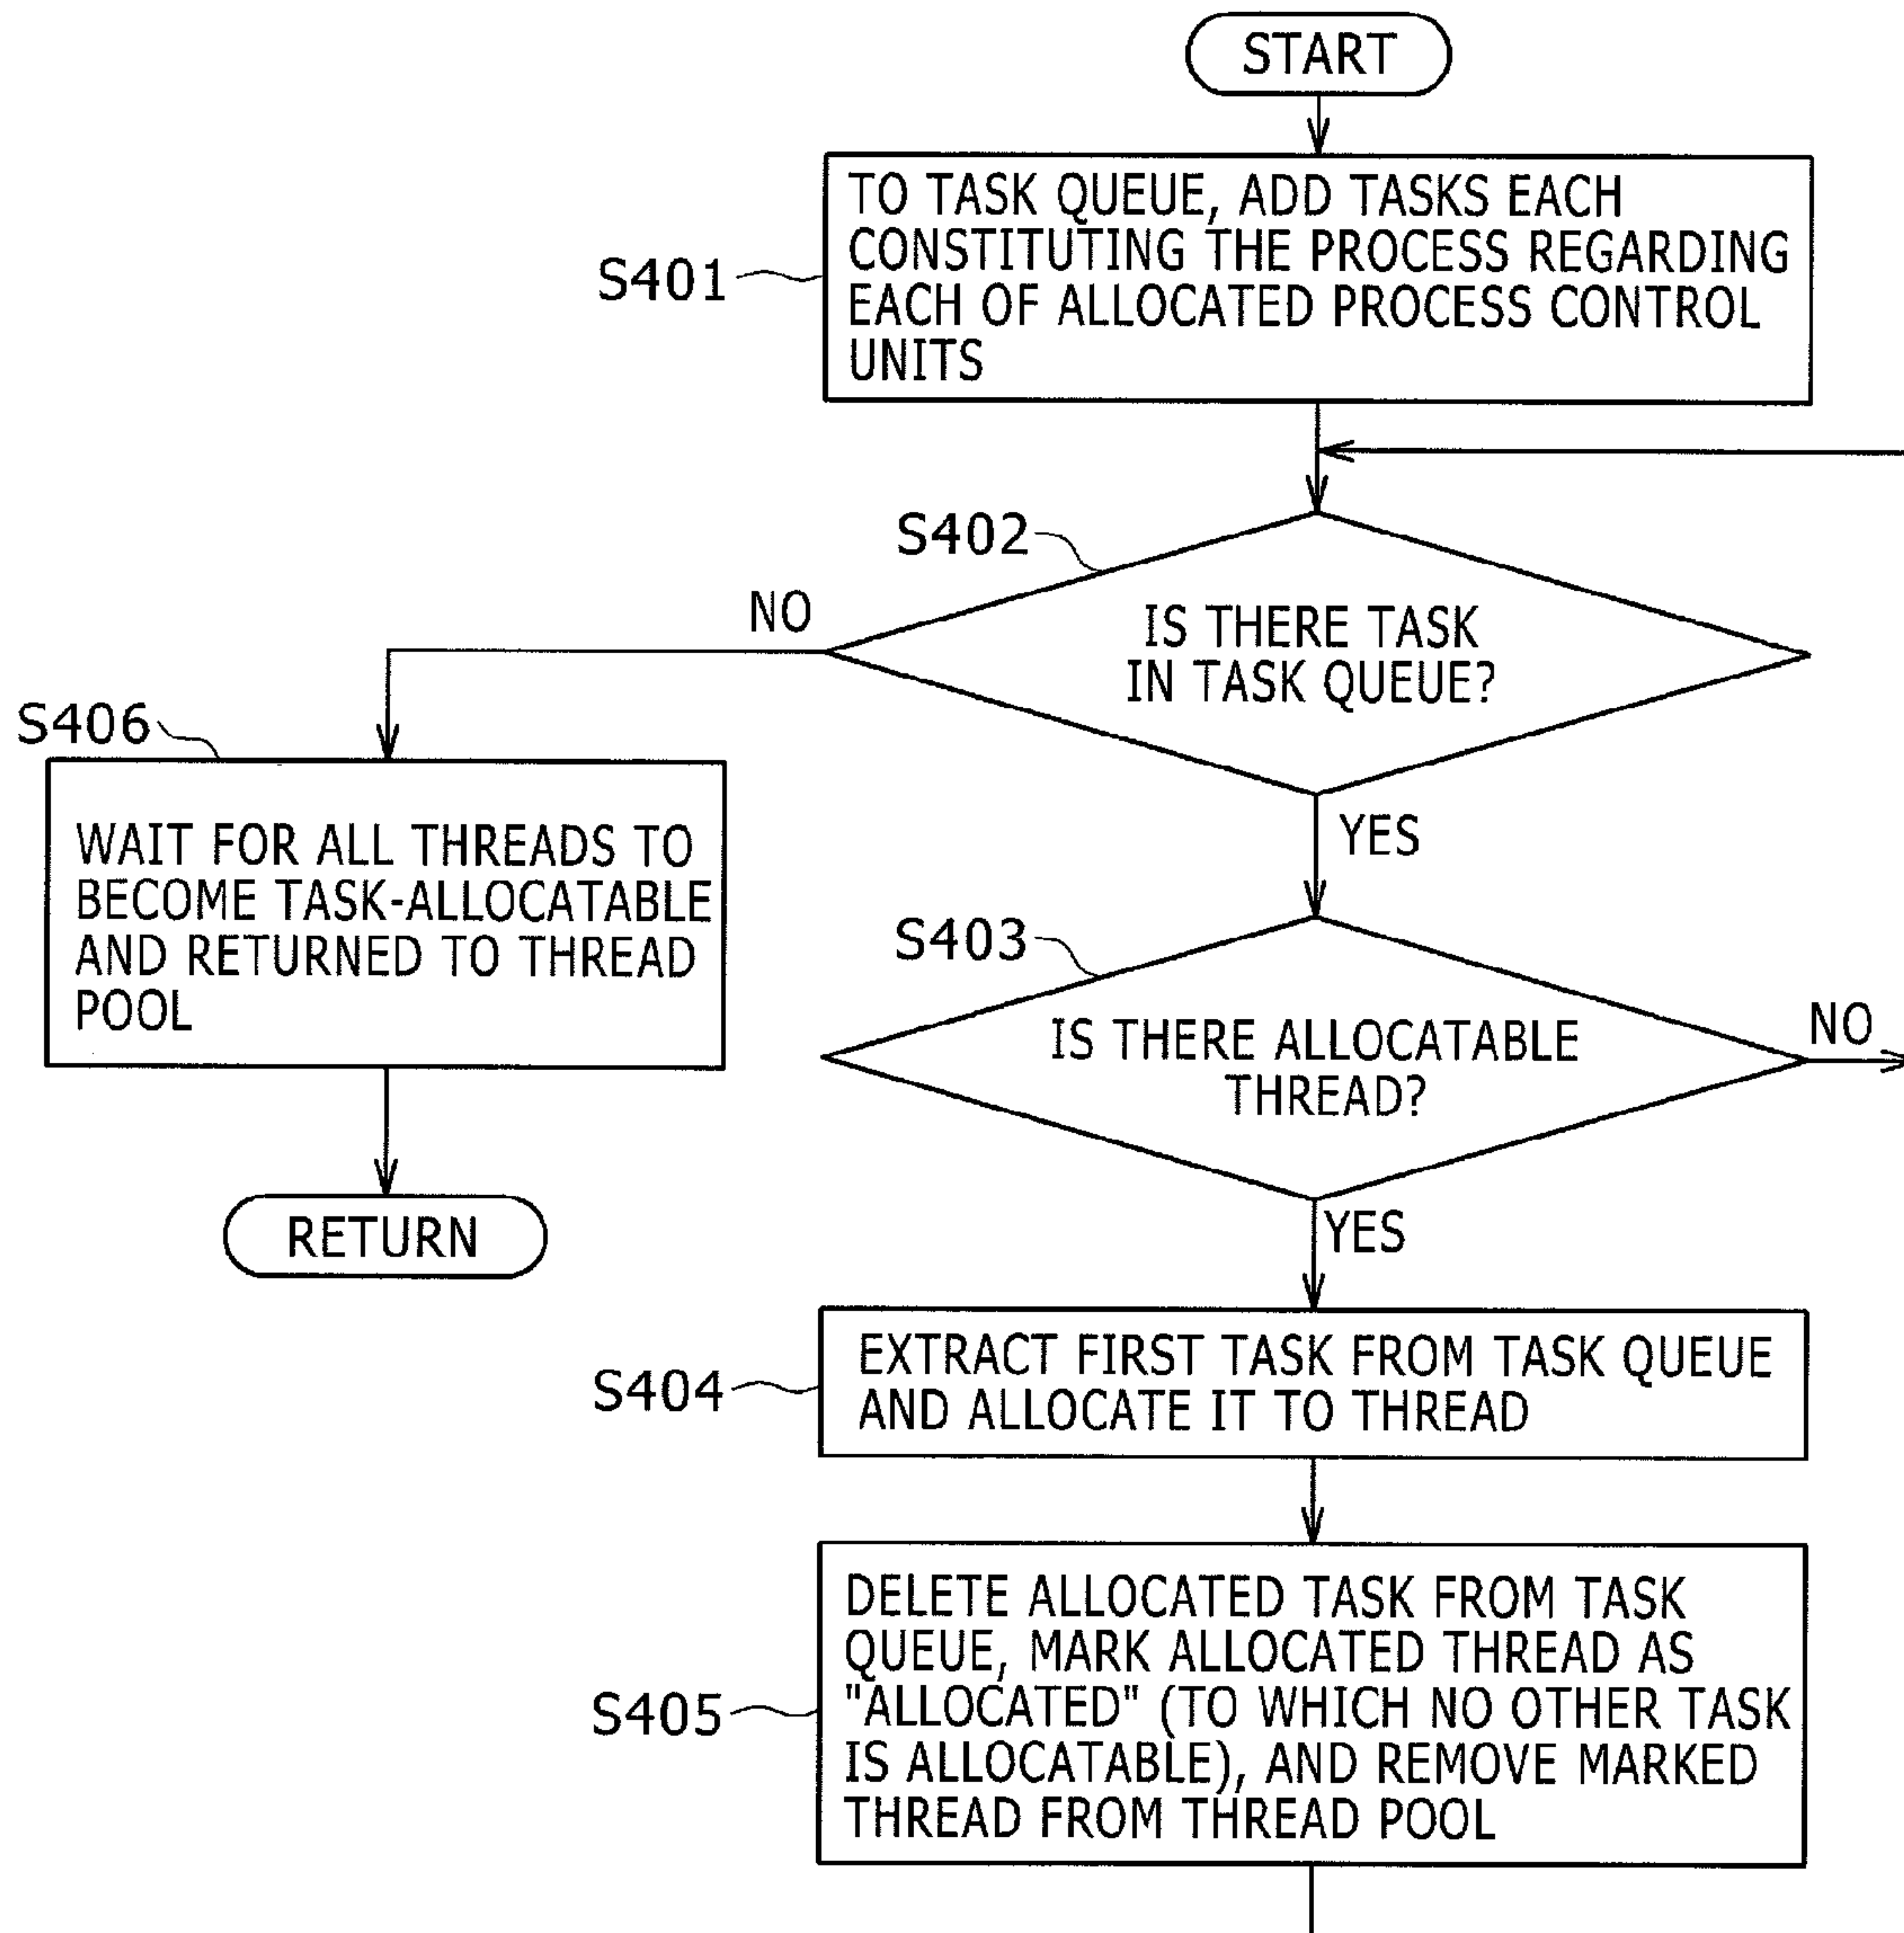 START
TO TASK QUEUE, ADD TASKS EACH
CONSTITUTING THE PROCESS REGARDING
EACH OF ALLOCATED PROCESS CONTROL
UNITS
S401
S402
NO
IS THERE TASK
IN TASK QUEUE?
S406
YES
WAIT FOR ALL THREADS TO
BECOME TASK-ALLOCATABLE
AND RETURNED TO THREAD
POOL
S403
NO
IS THERE ALLOCATABLE
THREAD?
RETURN
YES
EXTRACT FIRST TASK FROM TASK QUEUE
AND ALLOCATE IT TO THREAD
S404
DELETE ALLOCATED TASK FROM TASK
QUEUE, MARK ALLOCATED THREAD AS
"ALLOCATED" (TO WHICH NO OTHER TASK
IS ALLOCATABLE), AND REMOVE MARKED
THREAD FROM THREAD POOL
S405